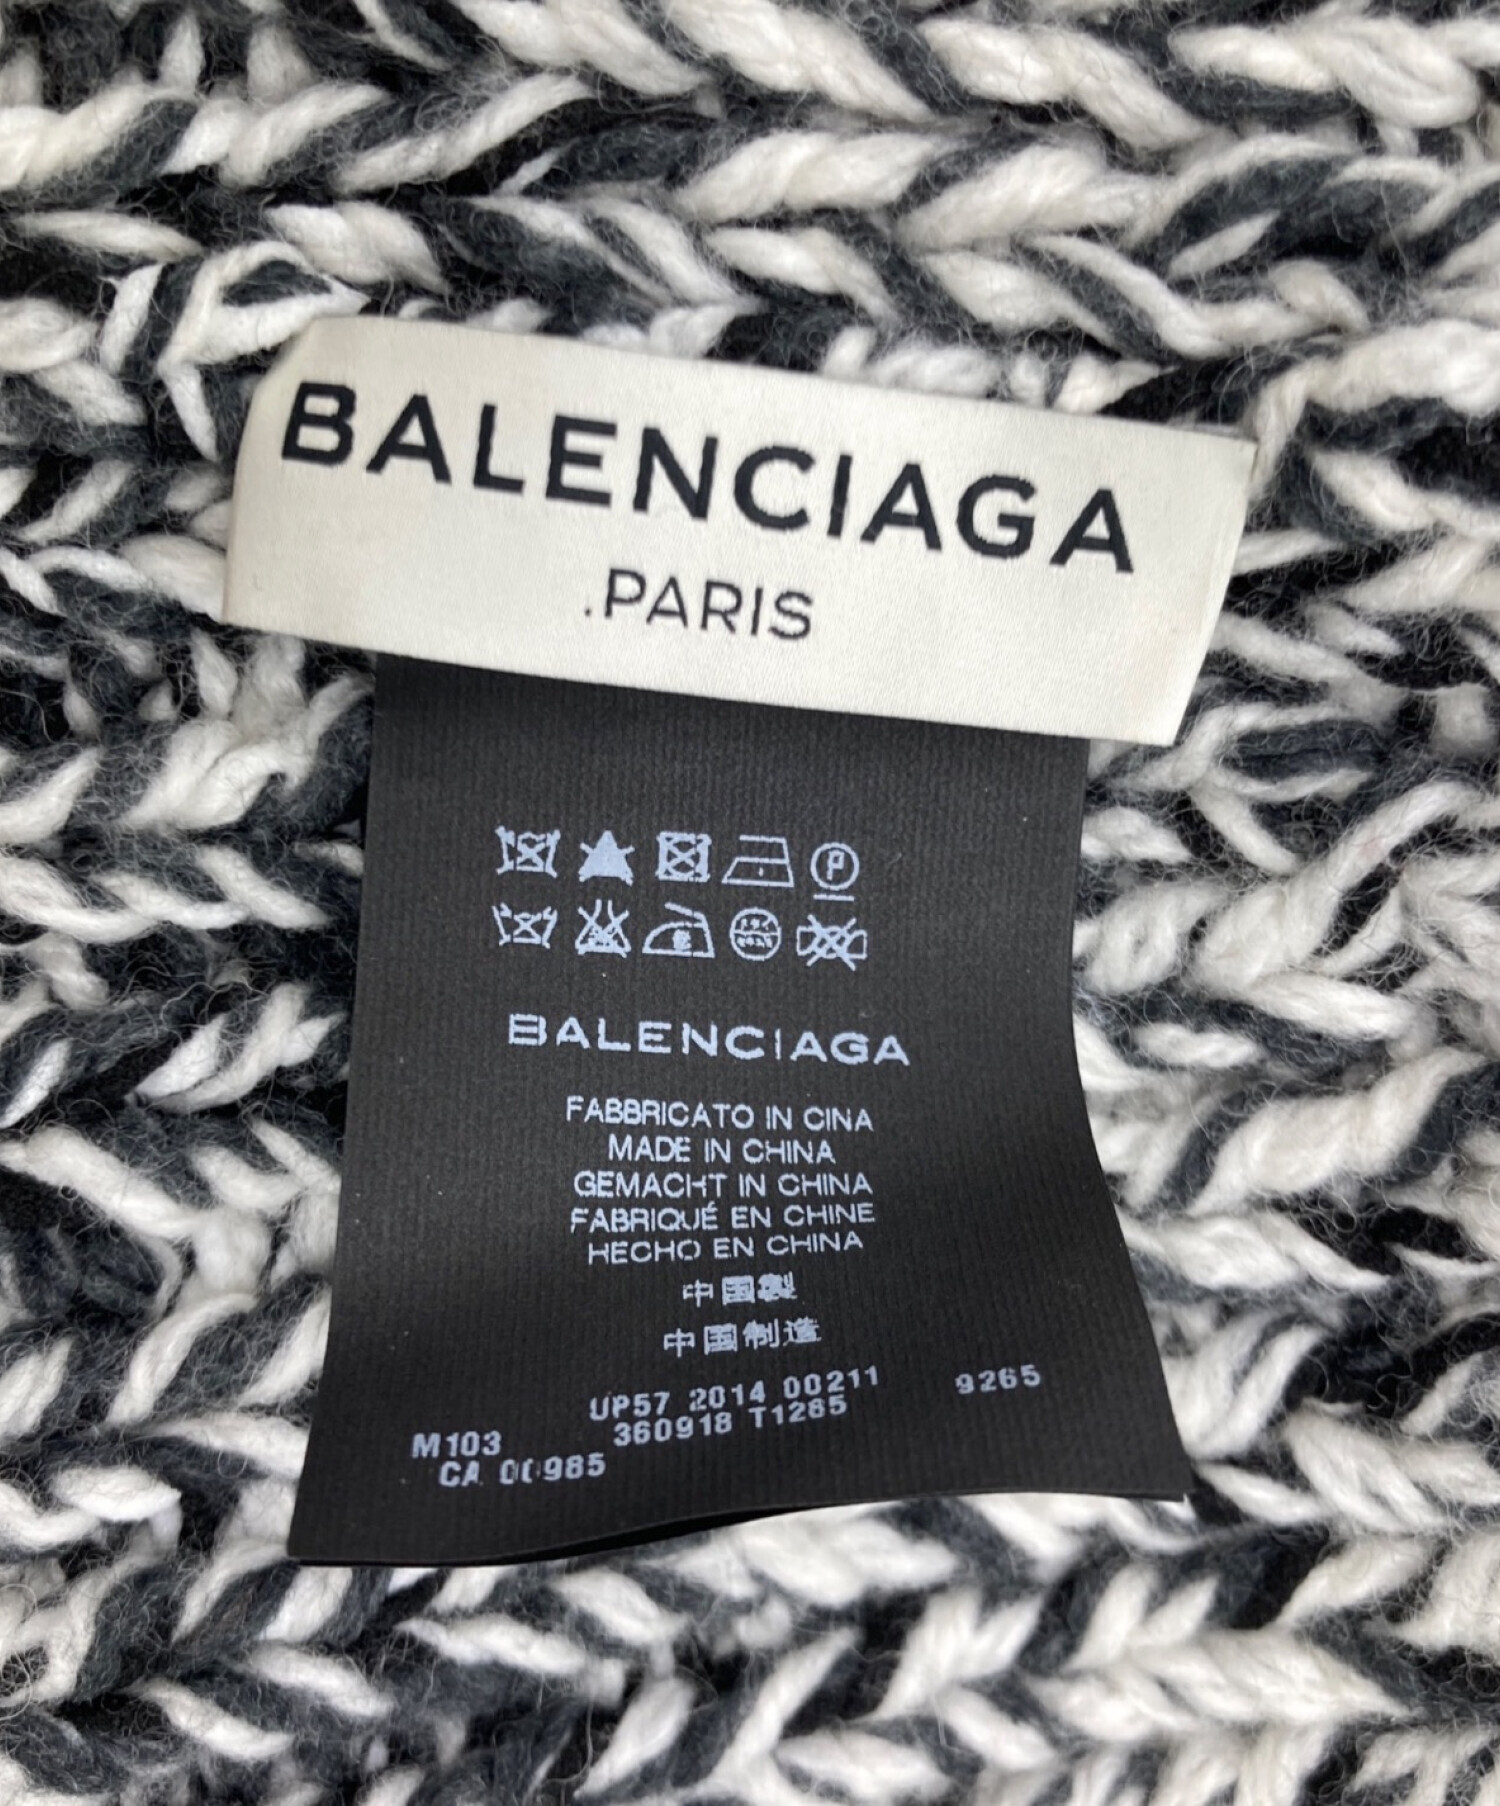 BALENCIAGA
.PARIS
P
BALENCIAGA
FABBRICATO IN CINA
MADE IN CHINA
GEMACHT IN CHINA
FABRIQUÉ EN CHINE
HECHO EN CHINA
中国製
中国制造
UP57 2014 00211 9265
M103 360918 T1265
CA 00985